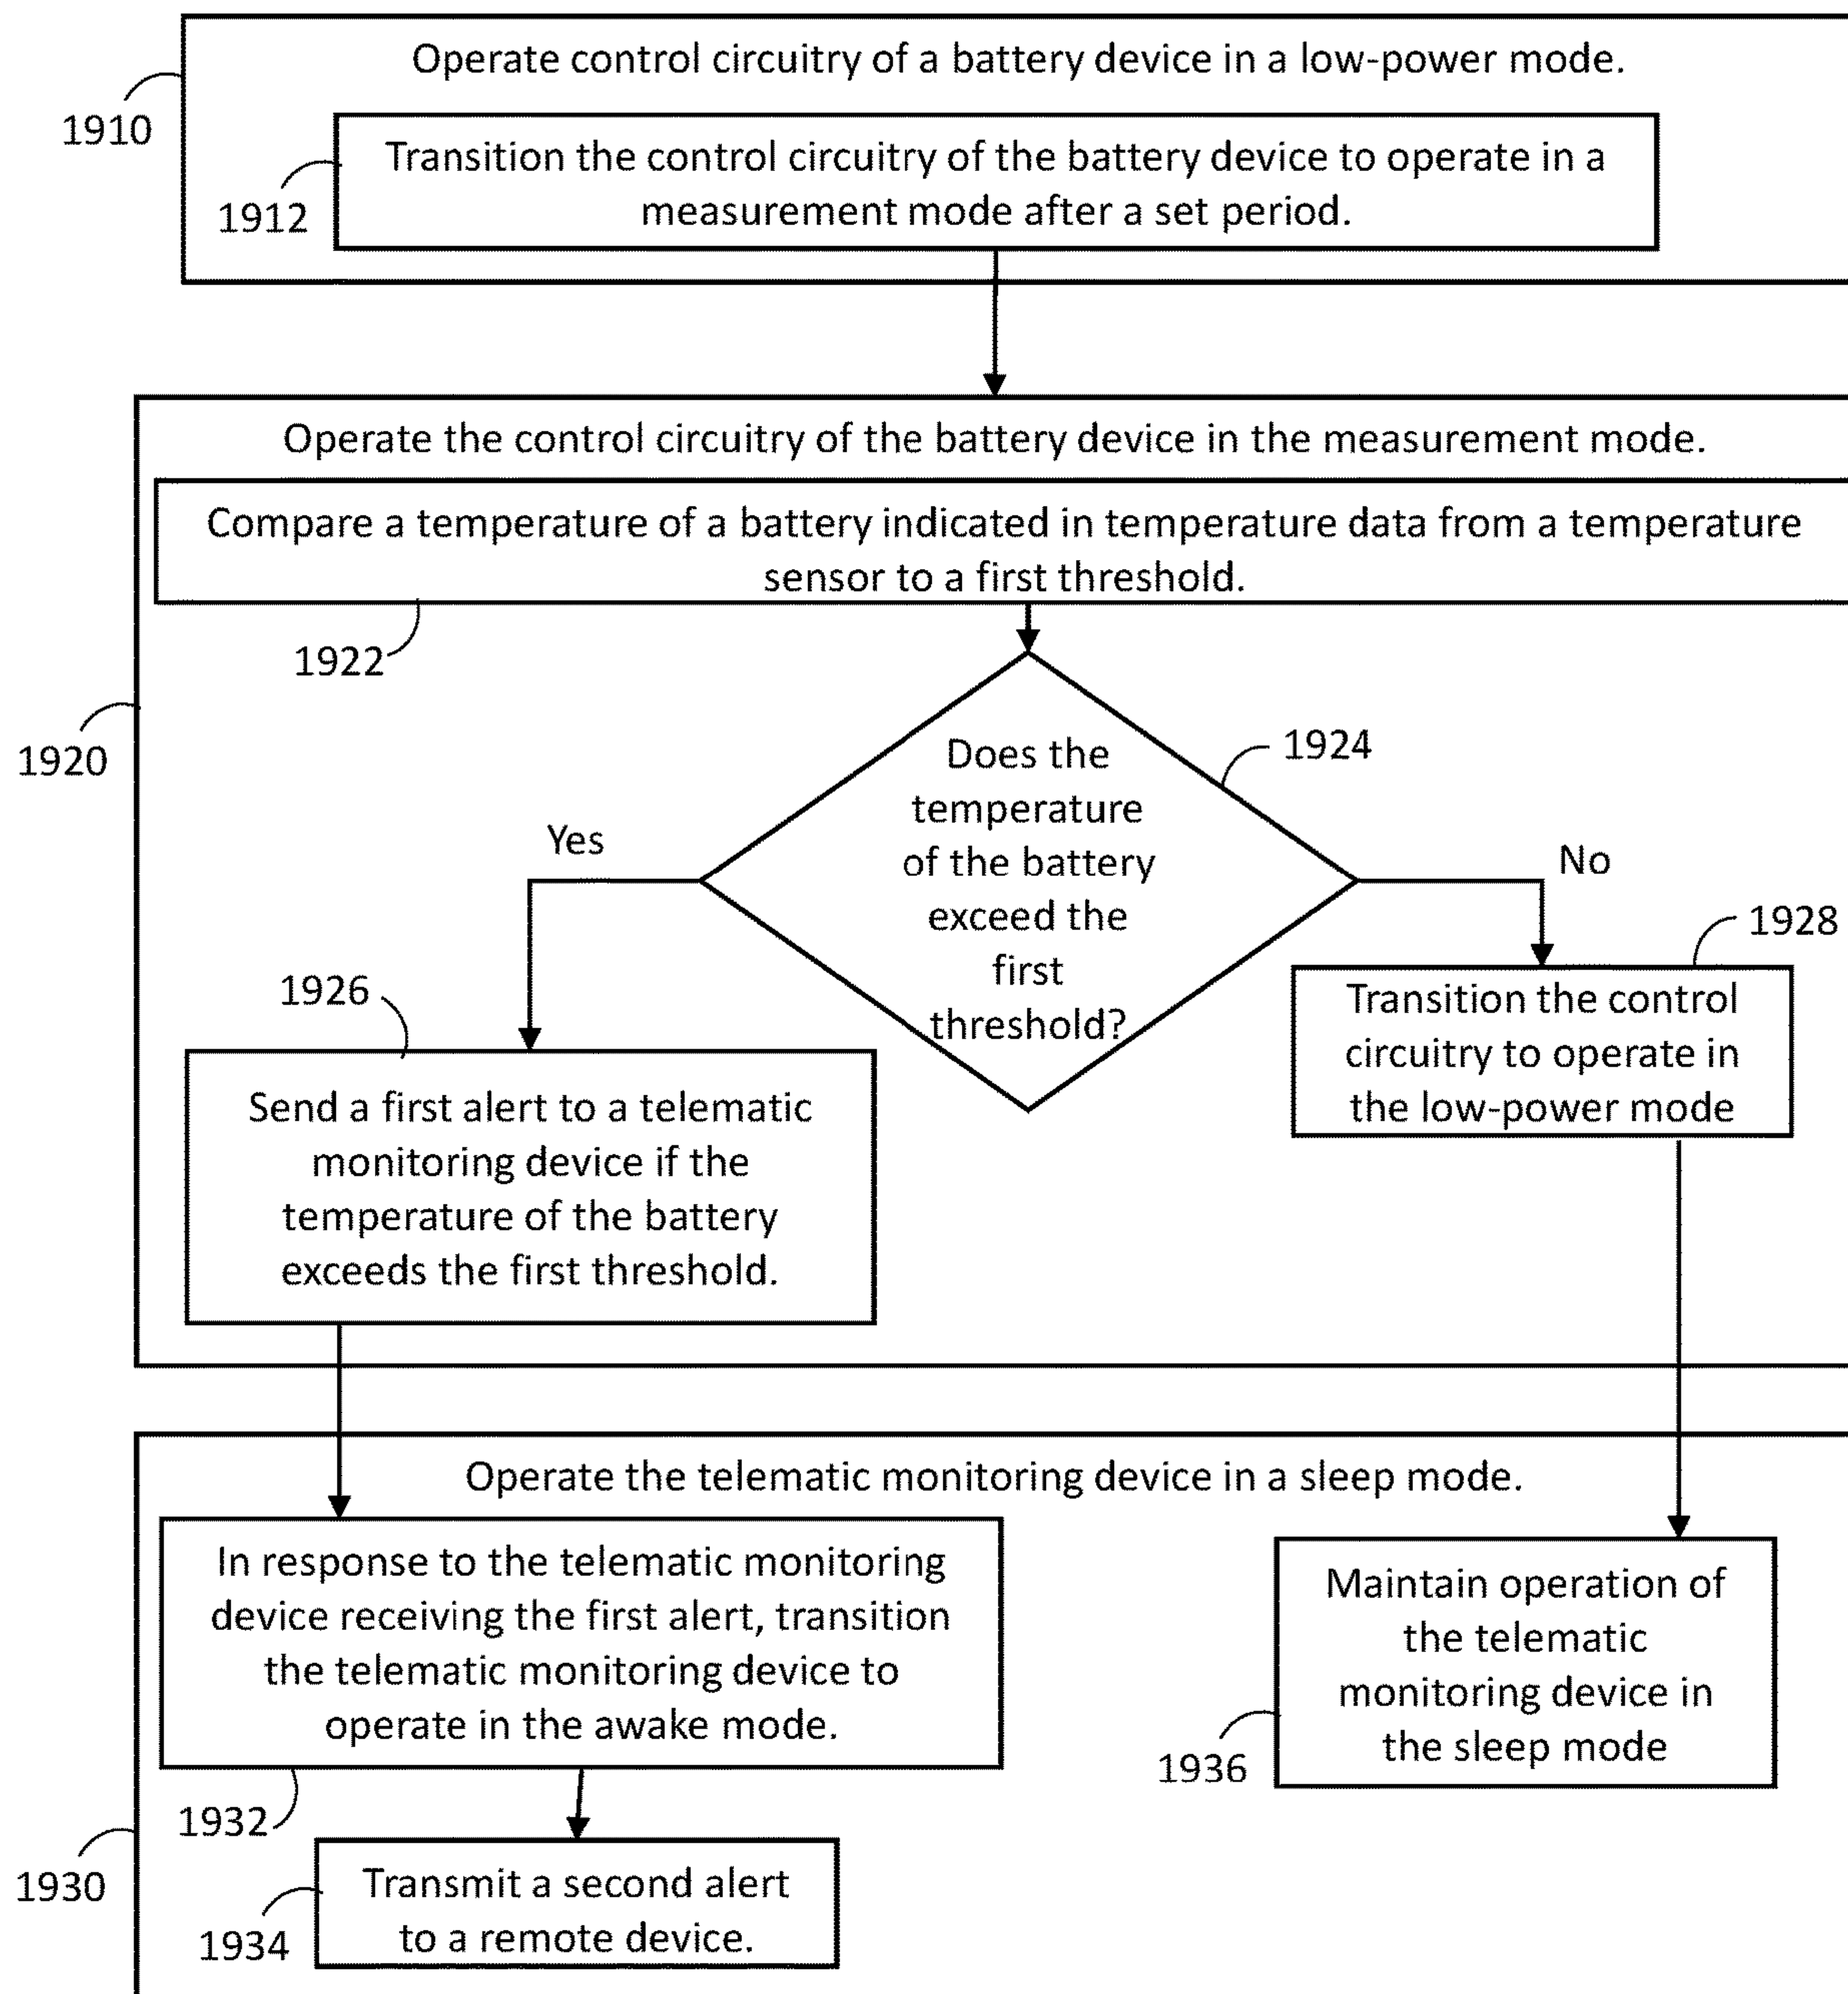 Operate control circuitry of a battery device in a low-power mode.
1910
Transition the control circuitry of the battery device to operate in a
measurement mode after a set period.
1912
Operate the control circuitry of the battery device in the measurement mode.
Compare a temperature of a battery indicated in temperature data from a temperature
sensor to a first threshold.
1922
1920
Does the
temperature
of the battery
exceed the
first
threshold?
1924
Yes
No
1928
1926
Transition the control
circuitry to operate in
the low-power mode
Send a first alert to a telematic
monitoring device if the
temperature of the battery
exceeds the first threshold.
Operate the telematic monitoring device in a sleep mode.
In response to the telematic monitoring
device receiving the first alert, transition
the telematic monitoring device to
operate in the awake mode.
Maintain operation of
the telematic
monitoring device in
the sleep mode
1936
1932
1930
Transmit a second alert
to a remote device.
1934